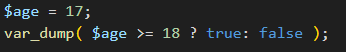 $age = 17;
var_dump( $age >= 18 ? true: false );